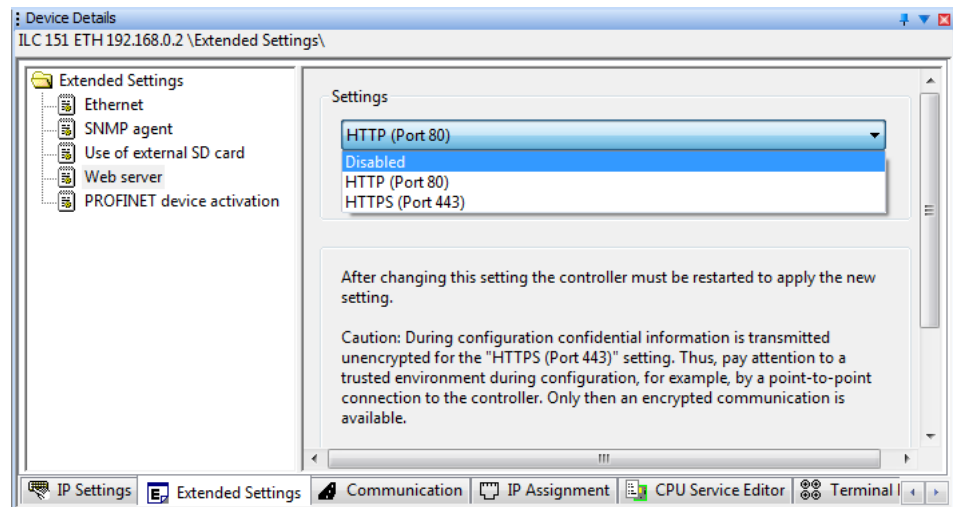 Device Details
ILC 151 ETH 192.168.0.2 \Extended Settings\
Extended Settings
Ethernet
SNMP agent
Use of external SD card
Web server
PROFINET device activation
Settings
HTTP (Port 80)
Disabled
HTTP (Port 80)
HTTPS (Port 443)
After changing this setting the controller must be restarted to apply the new
setting.
Caution: During configuration confidential information is transmitted
unencrypted for the "HTTPS (Port 443)" setting. Thus, pay attention to a
trusted environment during configuration, for example, by a point-to-point
connection to the controller. Only then an encrypted communication is
available.
IP Settings Extended Settings Communication IP Assignment CPU Service Editor Terminal